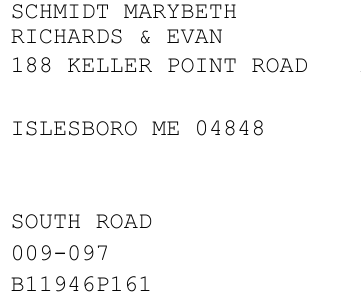 SCHMIDT MARYBETH
RICHARDS & EVAN
188 KELLER POINT ROAD
ISLESBORO ME 04848
SOUTH ROAD
009-097
B11946P161